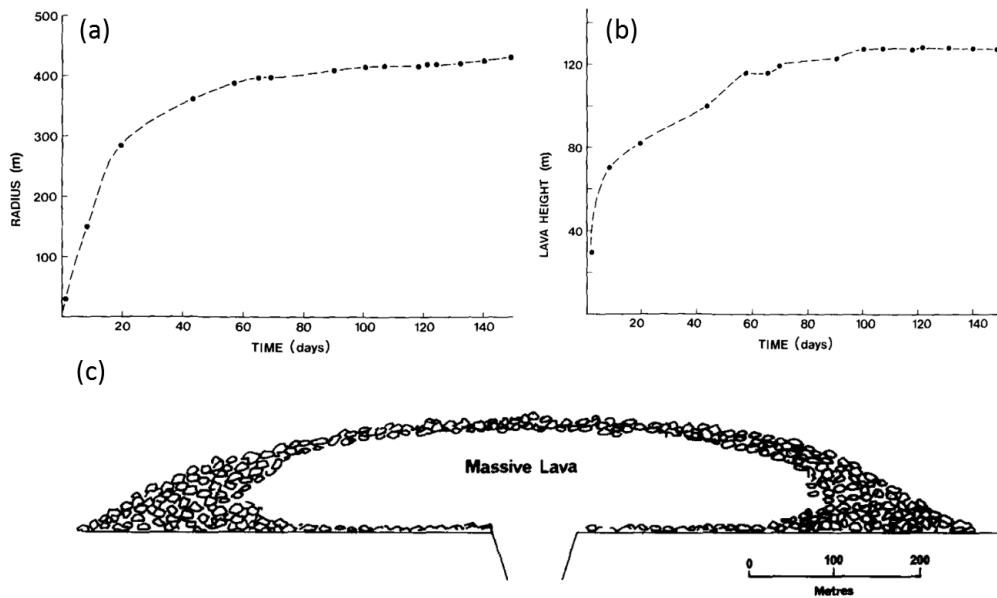 (a)
500
400
300
200
100
RADIUS (m)
20 40 60 80 100 120 140
TIME (days)
(b)
120
80
40
LAVA HEIGHT (m)
20 40 60 80 100 120 140
TIME (days)
(c)
Massive Lava
0 100 200
Metres